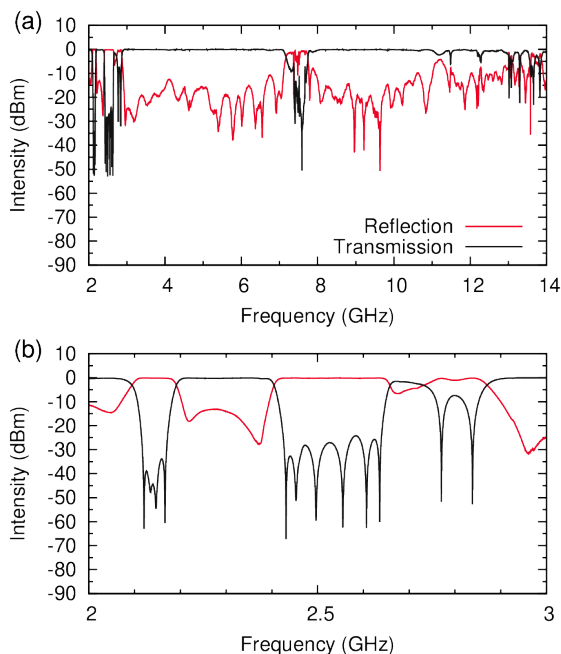 (a)
10
0
-10
-20
-30
-40
-50
-60
-70
-80
-90
Intensity (dBm)
Reflection
Transmission
2 4 6 8 10 12 14
Frequency (GHz)
(b)
10
0
-10
-20
-30
-40
-50
-60
-70
-80
-90
Intensity (dBm)
2 2.5 3
Frequency (GHz)